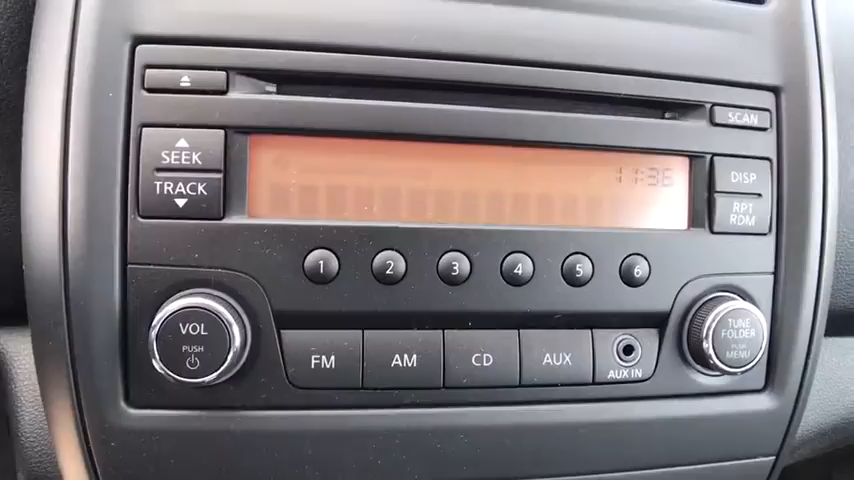 SCAN
SEEK
TRACK
11:36
DISP
RPT
RDM
1 2 3 4 5 6
VOL
PUSH
FM AM CD AUX
AUX IN
TUNE
FOLDER
PUSH
MENU